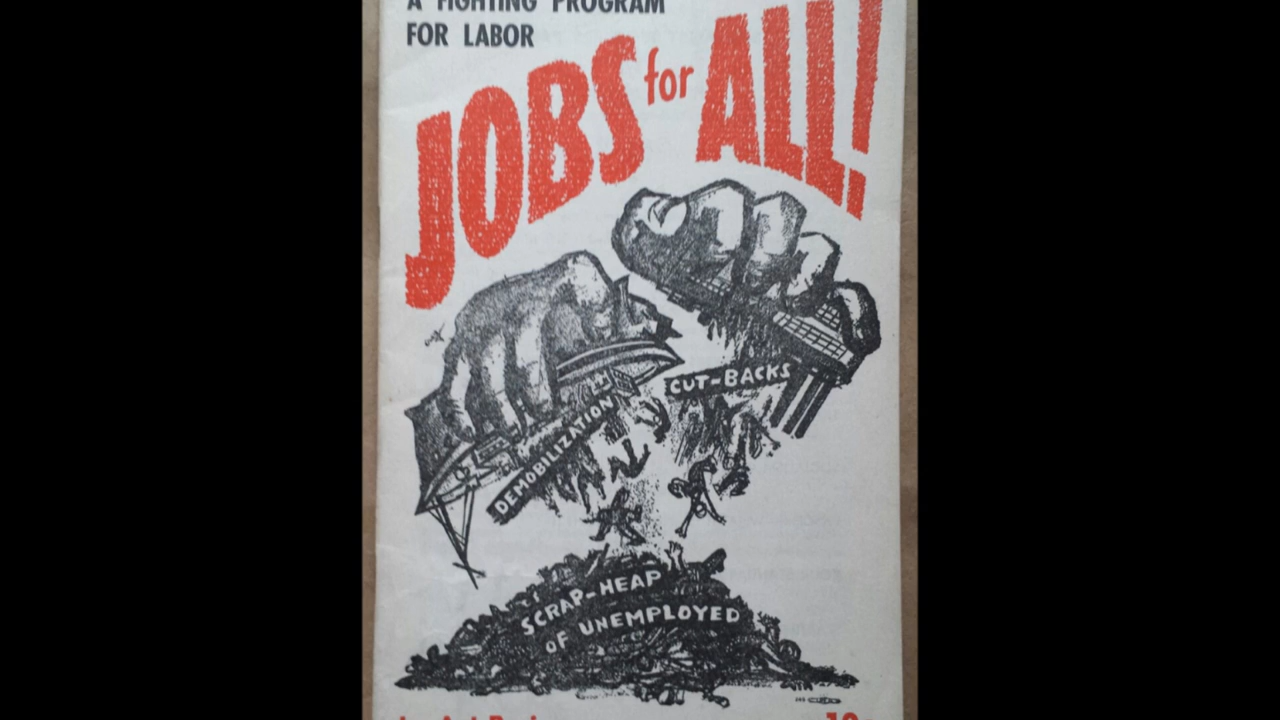 A FIGHTING PROGRAM
FOR LABOR
JOBS for ALL!
CUT-BACKS
DEMOBILIZATION
SCRAP-HEAP
OF UNEMPLOYED